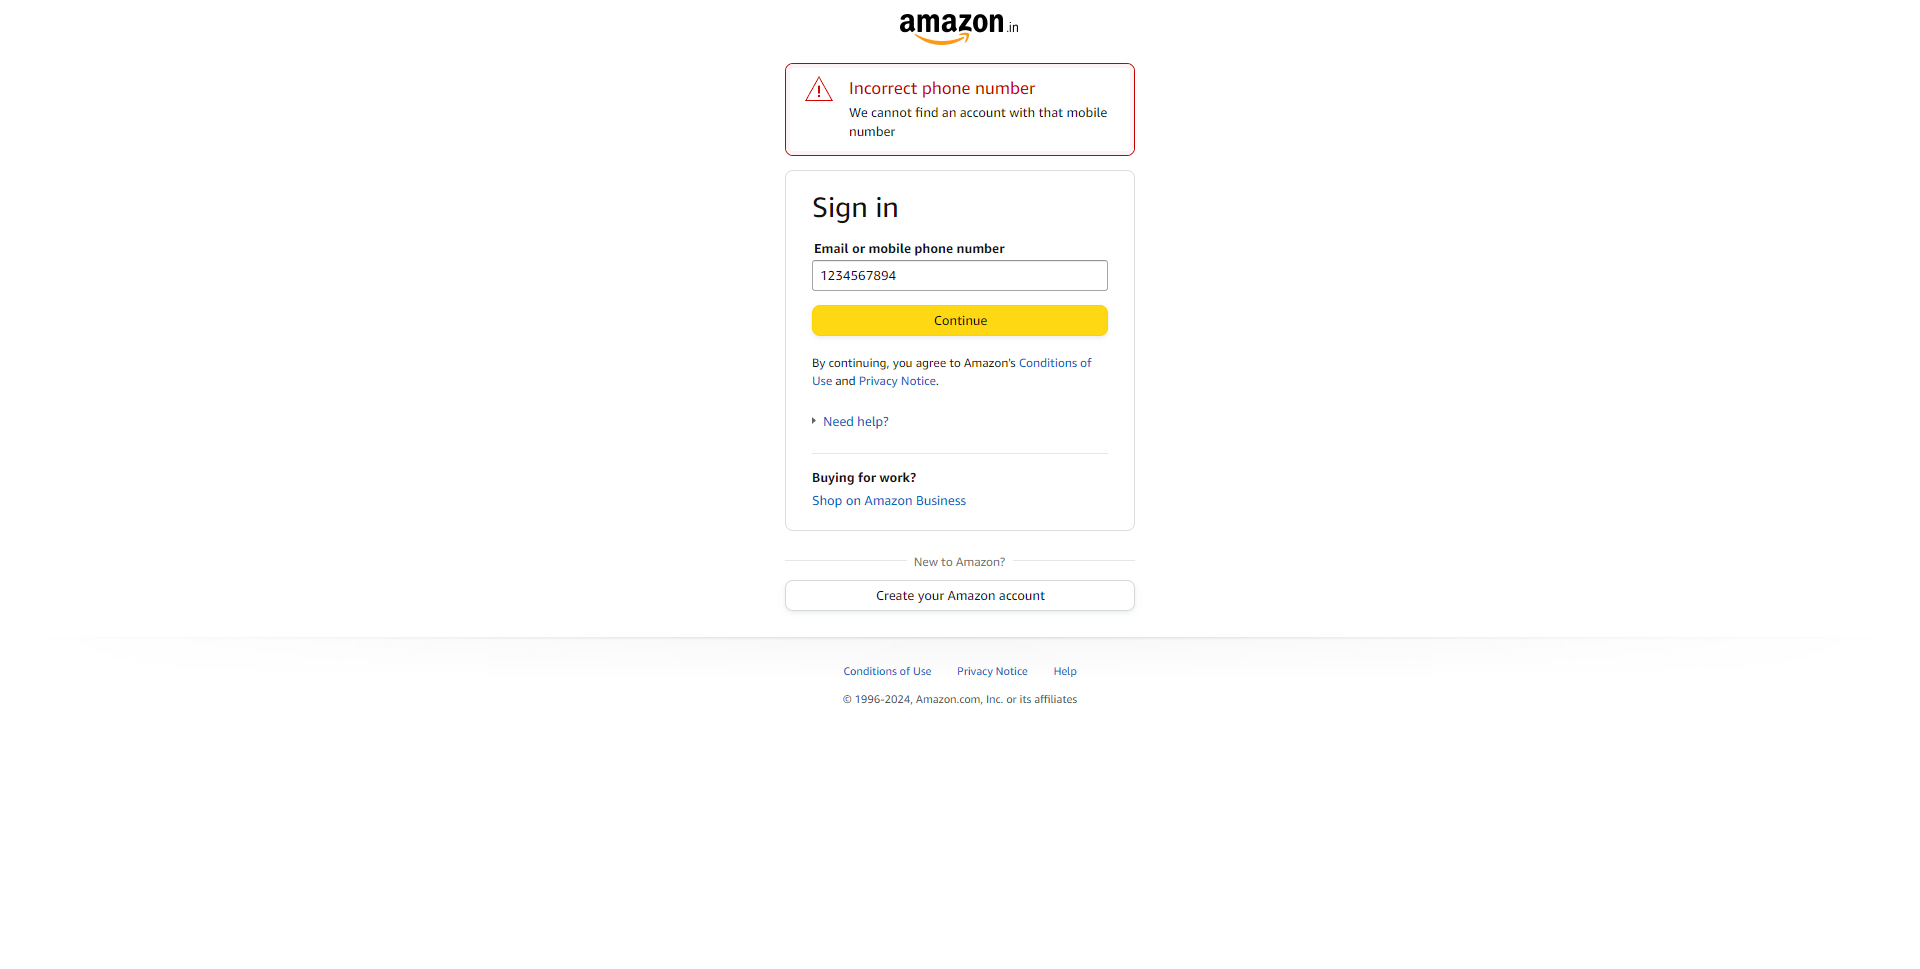 amazon.in
Incorrect phone number
We cannot find an account with that mobile
number
Sign in
Email or mobile phone number
1234567894
Continue
By continuing, you agree to Amazon's Conditions of
Use and Privacy Notice.
Need help?
Buying for work?
Shop on Amazon Business
New to Amazon?
Create your Amazon account
Conditions of Use Privacy Notice Help
© 1996-2024, Amazon.com, Inc. or its affiliates